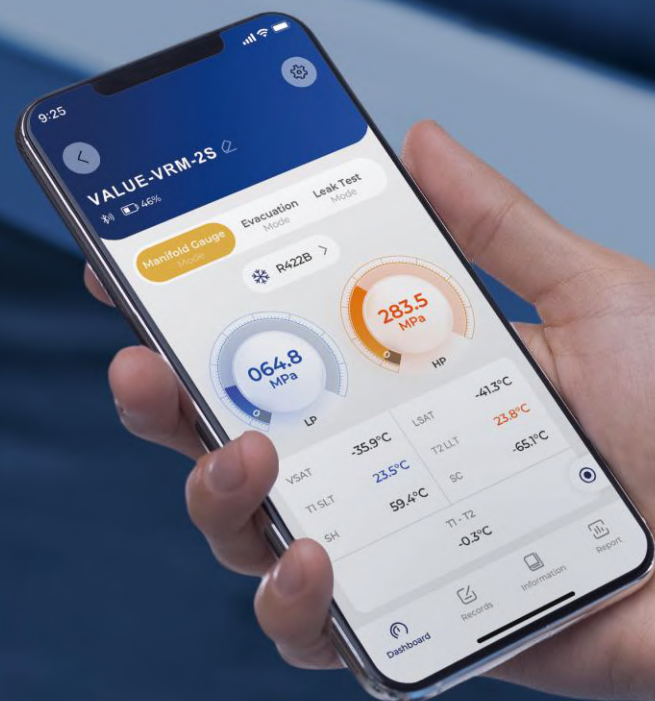 9:25
VALUE-VRM-2S
46%
Manifold Gauge
Mode
Evacuation
Mode
Leak Test
Mode
R422B
064.8
MPa
0
LP
283.5
MPa
0
HP
VSAT
-35.9°C
LSAT
-41.3°C
T1 SLT
23.5°C
T2 LLT
23.8°C
SH
59.4°C
SC
-65.1°C
T1 - T2
-0.3°C
Dashboard
Records
Information
Report